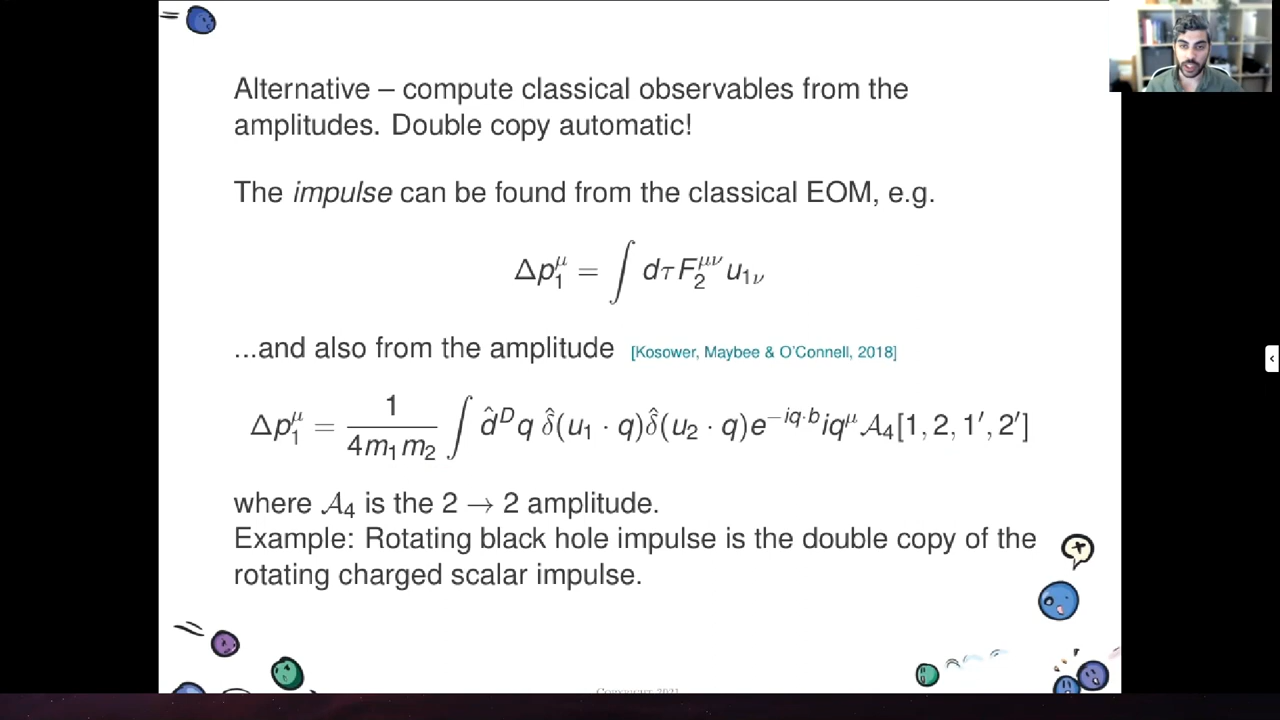 Alternative – compute classical observables from the
amplitudes. Double copy automatic!
The impulse can be found from the classical EOM, e.g.
Δp₁^μ = ∫ dτ F₂^{μν} u_{1ν}
...and also from the amplitude [Kosower, Maybee & O'Connell, 2018]
Δp₁^μ = 1/(4m₁m₂) ∫ d̂^D q δ̂(u₁ · q)δ̂(u₂ · q)e^{−iq·b} iq^μ 𝒜₄[1, 2, 1′, 2′]
where 𝒜₄ is the 2 → 2 amplitude.
Example: Rotating black hole impulse is the double copy of the
rotating charged scalar impulse.